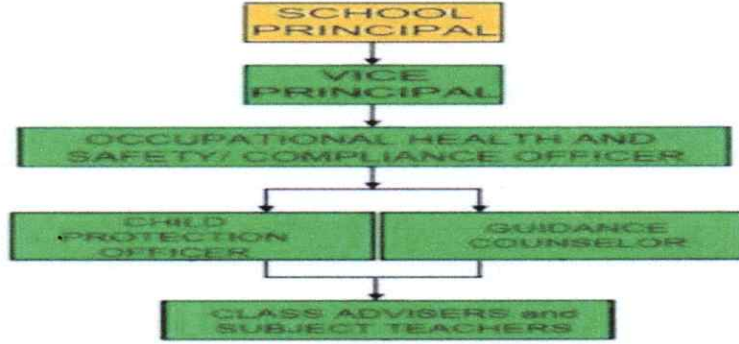 SCHOOL
PRINCIPAL
VICE
PRINCIPAL
OCCUPATIONAL HEALTH AND
SAFETY/ COMPLIANCE OFFICER
CHILD
PROTECTION
OFFICER
GUIDANCE
COUNSELOR
CLASS ADVISERS and
SUBJECT TEACHERS